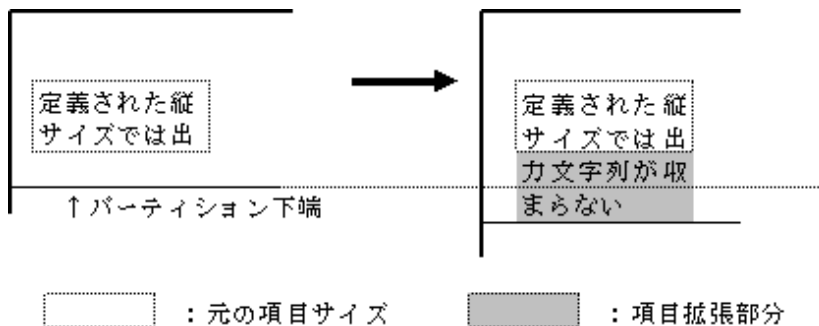 定義された縦
サイズでは出
定義された縦
サイズでは出
力文字列が収
まらない
↑パーティション下端
：元の項目サイズ
：項目拡張部分